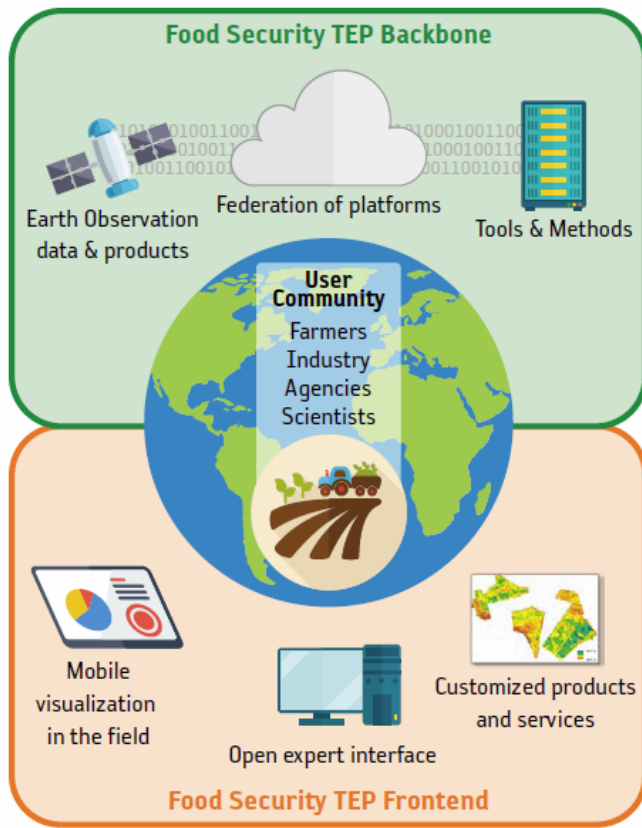 Food Security TEP Backbone
Earth Observation
data & products
Federation of platforms
Tools & Methods
User
Community
Farmers
Industry
Agencies
Scientists
Mobile
visualization
in the field
Open expert interface
Customized products
and services
Food Security TEP Frontend